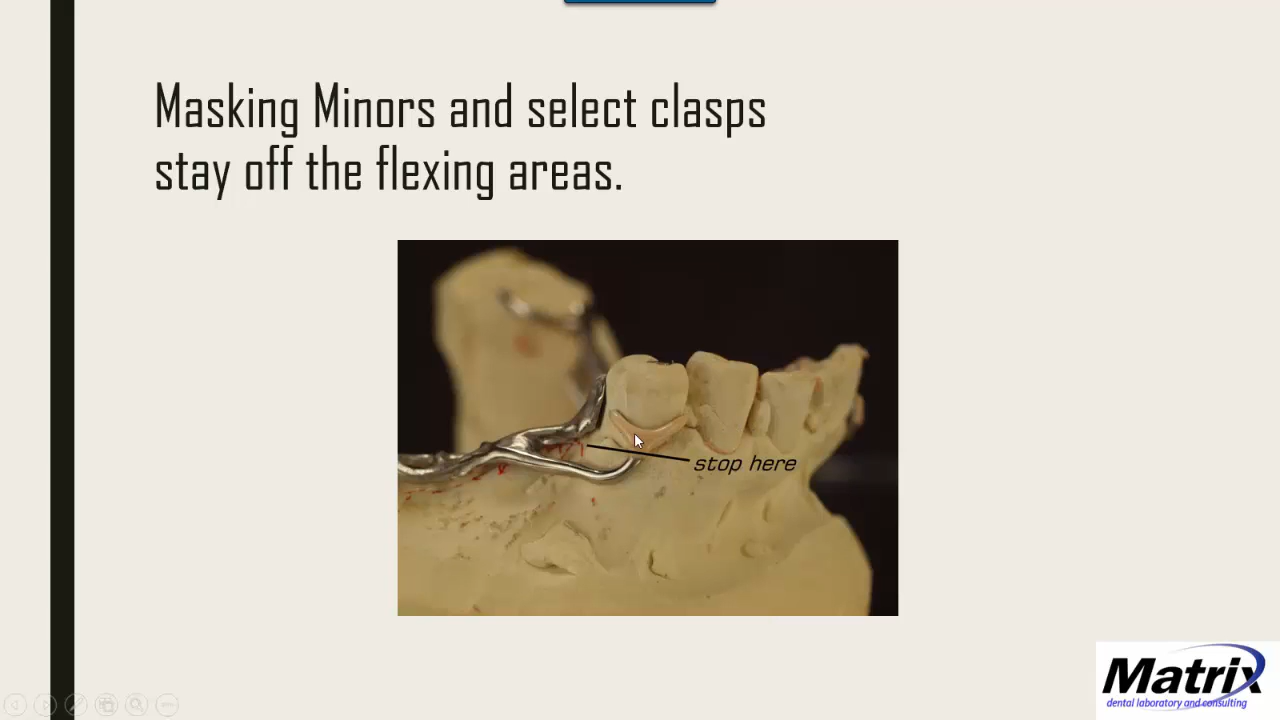 Masking Minors and select clasps
stay off the flexing areas.
stop here
Matrix
dental laboratory and consulting